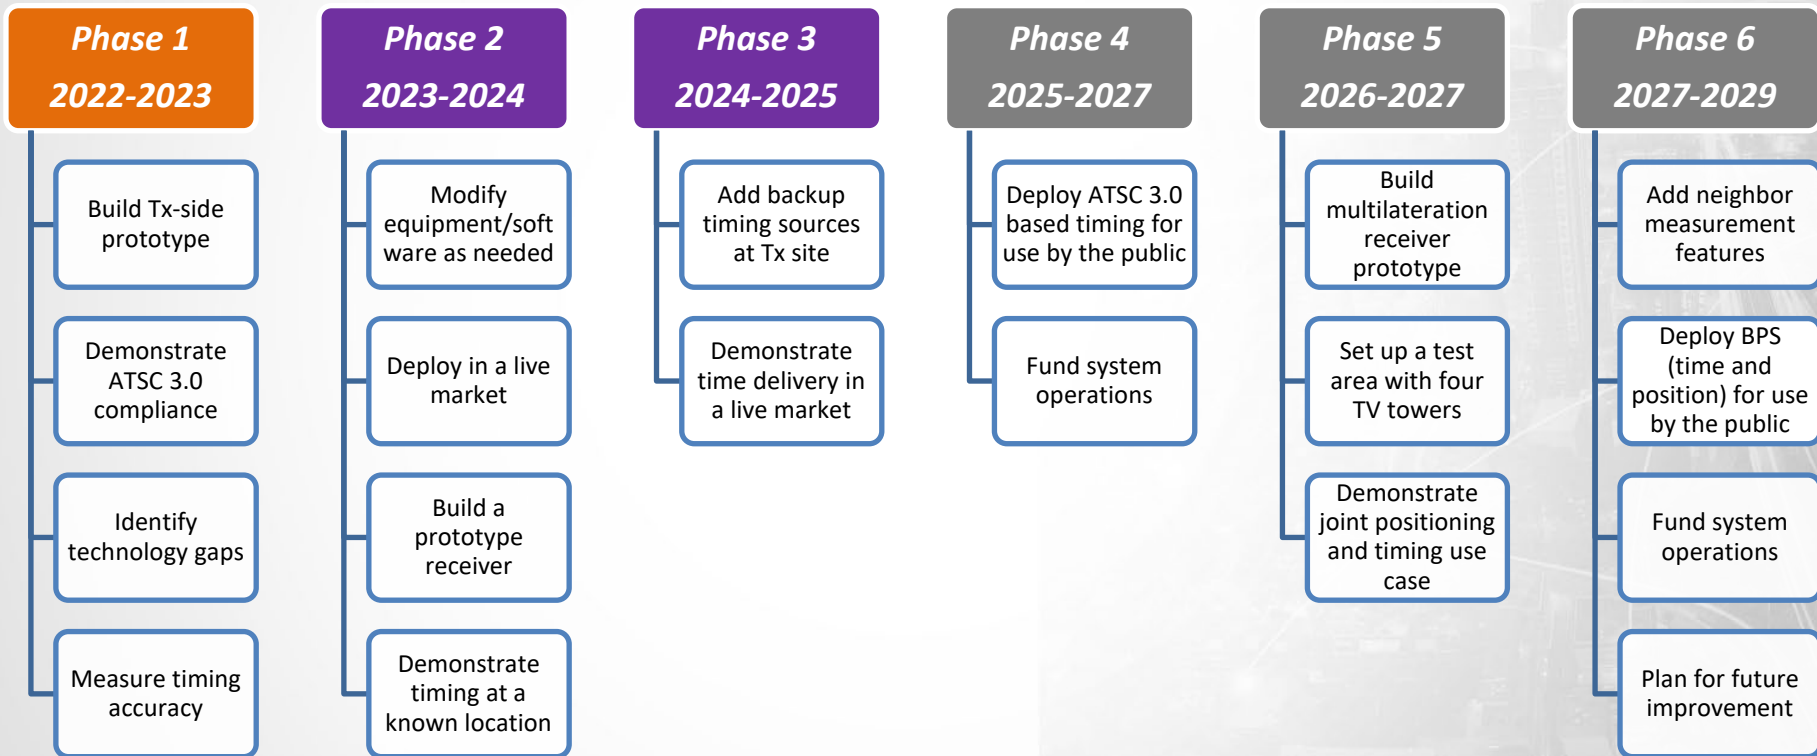 Phase 1
2022-2023
Build Tx-side
prototype
Demonstrate
ATSC 3.0
compliance
Identify
technology gaps
Measure timing
accuracy
Phase 2
2023-2024
Modify
equipment/soft
ware as needed
Deploy in a live
market
Build a
prototype
receiver
Demonstrate
timing at a
known location
Phase 3
2024-2025
Add backup
timing sources
at Tx site
Demonstrate
time delivery in
a live market
Phase 4
2025-2027
Deploy ATSC 3.0
based timing for
use by the public
Fund system
operations
Phase 5
2026-2027
Build
multilateration
receiver
prototype
Set up a test
area with four
TV towers
Demonstrate
joint positioning
and timing use
case
Phase 6
2027-2029
Add neighbor
measurement
features
Deploy BPS
(time and
position) for use
by the public
Fund system
operations
Plan for future
improvement